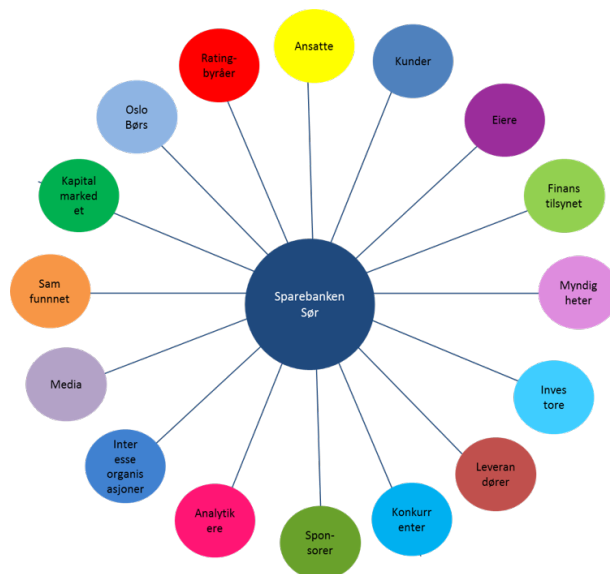 Ansatte
Kunder
Eiere
Finans
tilsynet
Myndig
heter
Inves
tore
Leveran
dører
Konkurr
enter
Spon-
sorer
Analytik
ere
Inter
esse
organis
asjoner
Media
Sam
funnnet
Kapital
marked
et
Oslo
Børs
Rating-
byråer
Sparebanken
Sør